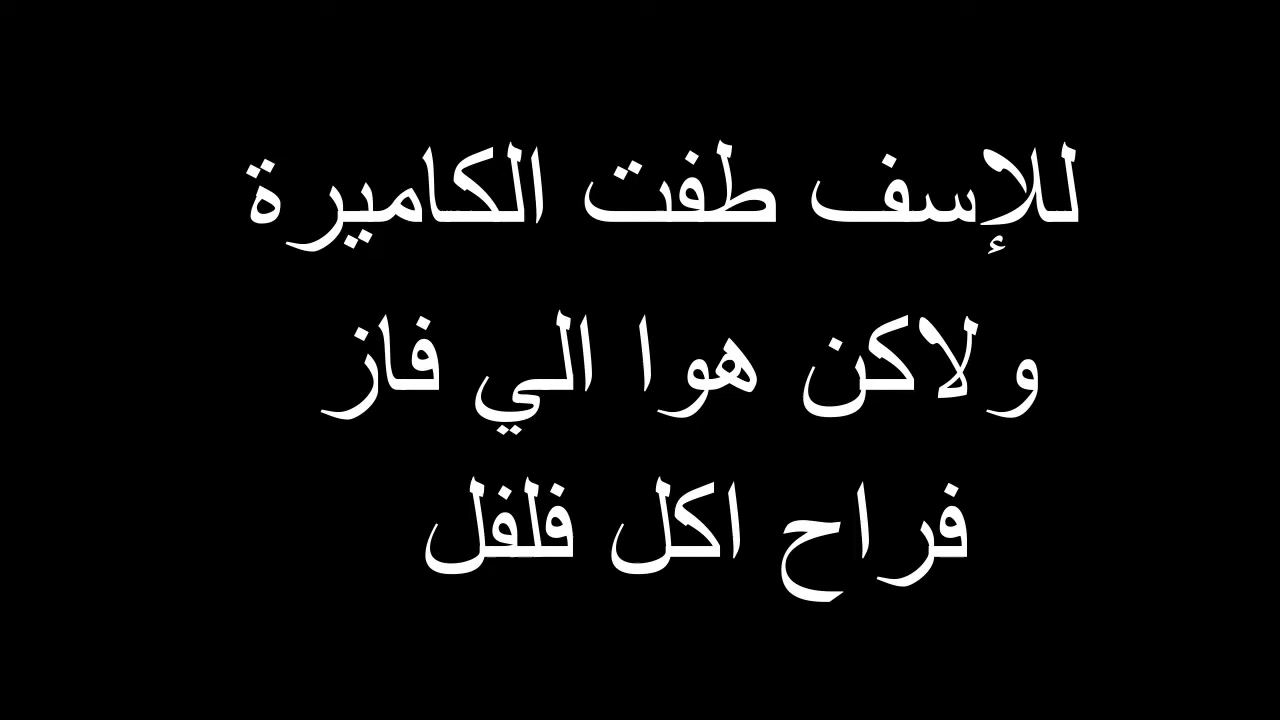 للإسف طفت الكاميرة
ولاكن هوا الي فاز
فراح اكل فلفل